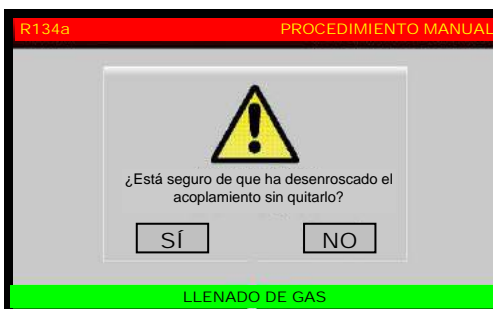 R134a PROCEDIMIENTO MANUAL
¿Está seguro de que ha desenroscado el
acoplamiento sin quitarlo?
SÍ NO
LLENADO DE GAS